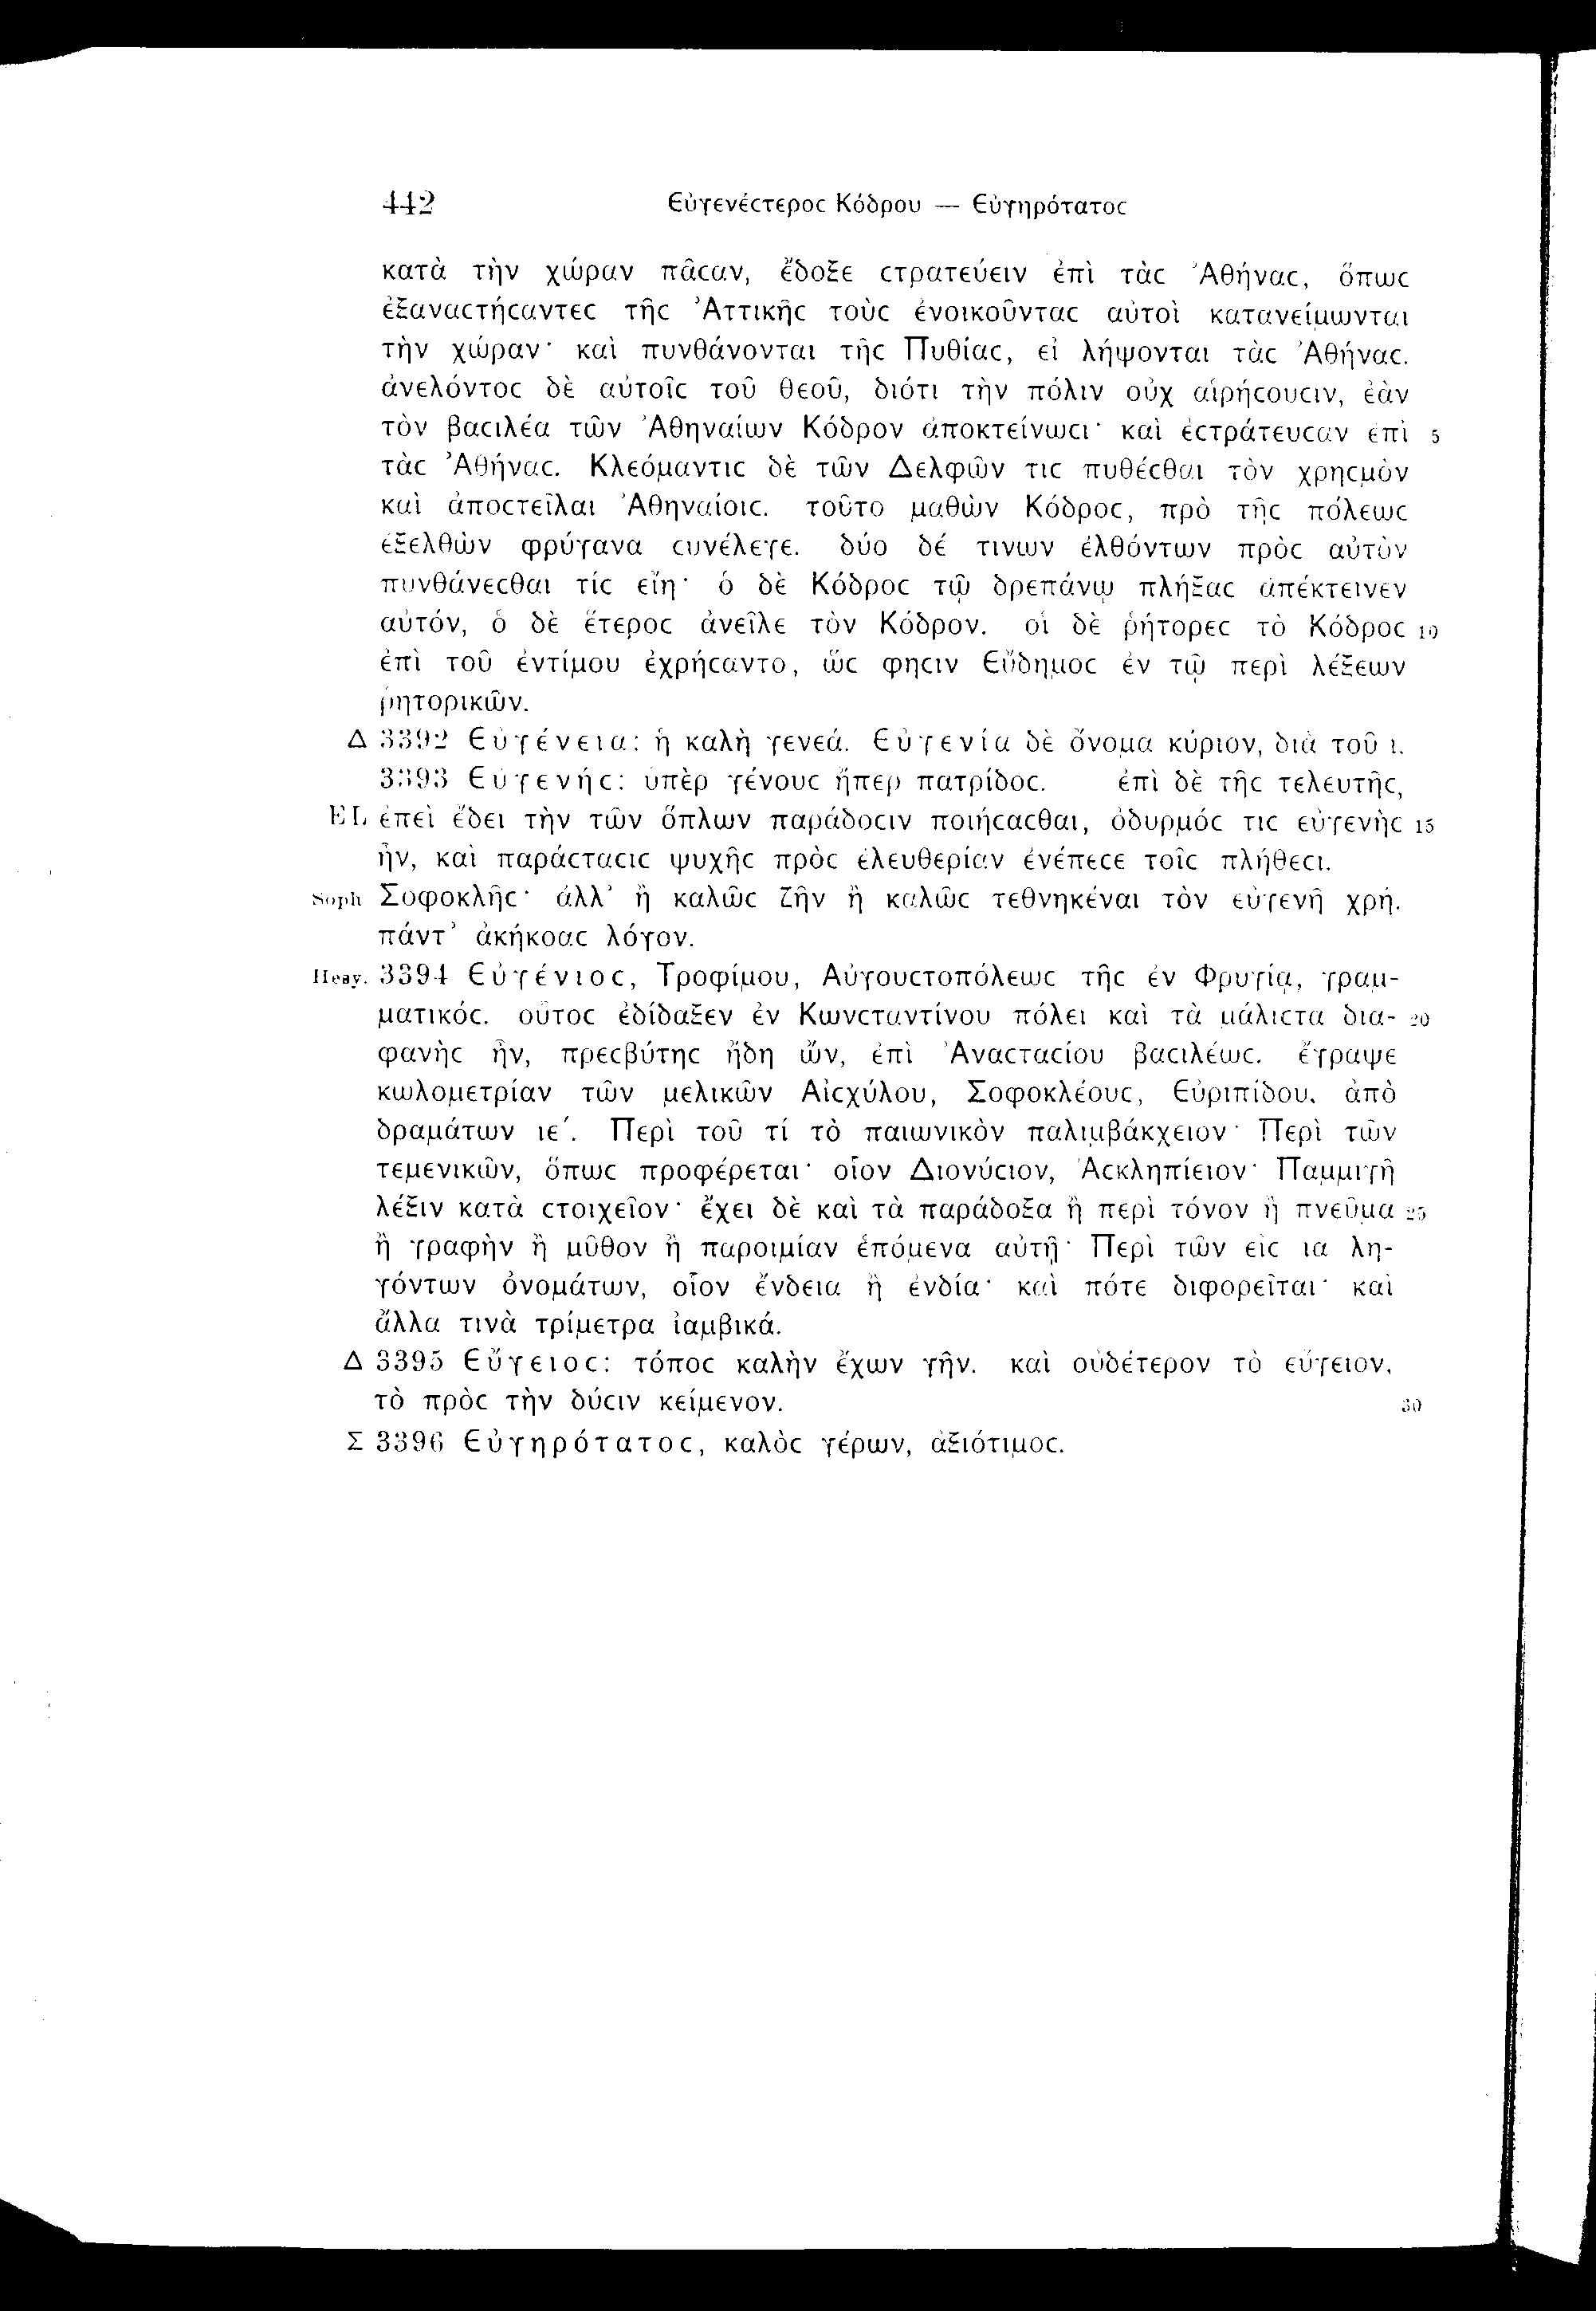 442 Εὐγενέϲτεροϲ Κόδρου — Εὐγηρότατοϲ
κατὰ τὴν χώραν πᾶϲαν, ἔδοξε ϲτρατεύειν ἐπὶ τὰϲ Ἀθήναϲ, ὅπωϲ
ἐξαναϲτήϲαντεϲ τῆϲ Ἀττικῆϲ τοὺϲ ἐνοικοῦνταϲ αὐτοὶ κατανείμωνται
τὴν χώραν· καὶ πυνθάνονται τῆϲ Πυθίαϲ, εἰ λήψονται τὰϲ Ἀθήναϲ.
ἀνελόντοϲ δὲ αὐτοῖϲ τοῦ θεοῦ, διότι τὴν πόλιν οὐχ αἱρήϲουϲιν, ἐὰν
τὸν βαϲιλέα τῶν Ἀθηναίων Κόδρον ἀποκτείνωϲι· καὶ ἐϲτράτευϲαν ἐπὶ 5
τὰϲ Ἀθήναϲ. Κλεόμαντιϲ δὲ τῶν Δελφῶν τιϲ πυθέϲθαι τὸν χρηϲμὸν
καὶ ἀποϲτεῖλαι Ἀθηναίοιϲ. τοῦτο μαθὼν Κόδροϲ, πρὸ τῆϲ πόλεωϲ
ἐξελθὼν φρύγανα ϲυνέλεγε. δύο δέ τινων ἐλθόντων πρὸϲ αὐτὸν
πυνθάνεϲθαι τίϲ εἴη· ὁ δὲ Κόδροϲ τῷ δρεπάνῳ πλήξαϲ ἀπέκτεινεν
αὐτόν, ὁ δὲ ἕτεροϲ ἀνεῖλε τὸν Κόδρον. οἱ δὲ ῥήτορεϲ τὸ Κόδροϲ 10
ἐπὶ τοῦ ἐντίμου ἐχρήϲαντο, ὥϲ φηϲιν Εὔδημοϲ ἐν τῷ περὶ λέξεων
ῥητορικῶν.
Δ 3392 Εὐγένεια: ἡ καλὴ γενεά. Εὐγενία δὲ ὄνομα κύριον, διὰ τοῦ ι.
3393 Εὐγενήϲ: ὑπὲρ γένουϲ ἤπερ πατρίδοϲ. ἐπὶ δὲ τῆϲ τελευτῆϲ,
EL ἐπεὶ ἔδει τὴν τῶν ὅπλων παράδοϲιν ποιήϲαϲθαι, ὀδυρμόϲ τιϲ εὐγενὴϲ 15
ἦν, καὶ παράϲταϲιϲ ψυχῆϲ πρὸϲ ἐλευθερίαν ἐνέπεϲε τοῖϲ πλήθεϲι.
Soph Σοφοκλῆϲ· ἀλλ’ ἢ καλῶϲ ζῆν ἢ καλῶϲ τεθνηκέναι τὸν εὐγενῆ χρή.
πάντ’ ἀκήκοαϲ λόγον.
Hesy. 3394 Εὐγένιοϲ, Τροφίμου, Αὐγουϲτοπόλεωϲ τῆϲ ἐν Φρυγίᾳ, γραμ-
ματικόϲ. οὗτοϲ ἐδίδαξεν ἐν Κωνϲταντίνου πόλει καὶ τὰ μάλιϲτα δια- 20
φανὴϲ ἦν, πρεϲβύτηϲ ἤδη ὤν, ἐπὶ Ἀναϲταϲίου βαϲιλέωϲ. ἔγραψε
κωλομετρίαν τῶν μελικῶν Αἰϲχύλου, Σοφοκλέουϲ, Εὐριπίδου, ἀπὸ
δραμάτων ιε΄. Περὶ τοῦ τί τὸ παιωνικὸν παλιμβάκχειον· Περὶ τῶν
τεμενικῶν, ὅπωϲ προφέρεται· οἷον Διονύϲιον, Ἀϲκληπίειον· Παμμιγῆ
λέξιν κατὰ ϲτοιχεῖον· ἔχει δὲ καὶ τὰ παράδοξα ἢ περὶ τόνον ἢ πνεῦμα 25
ἢ γραφὴν ἢ μῦθον ἢ παροιμίαν ἑπόμενα αὐτῇ· Περὶ τῶν εἰϲ ια λη-
γόντων ὀνομάτων, οἷον ἔνδεια ἢ ἐνδία· καὶ πότε διφορεῖται· καὶ
ἄλλα τινὰ τρίμετρα ἰαμβικά.
Δ 3395 Εὔγειοϲ: τόποϲ καλὴν ἔχων γῆν. καὶ οὐδέτερον τὸ εὔγειον,
τὸ πρὸϲ τὴν δύϲιν κείμενον. 30
Σ 3396 Εὐγηρότατοϲ, καλὸϲ γέρων, ἀξιότιμοϲ.